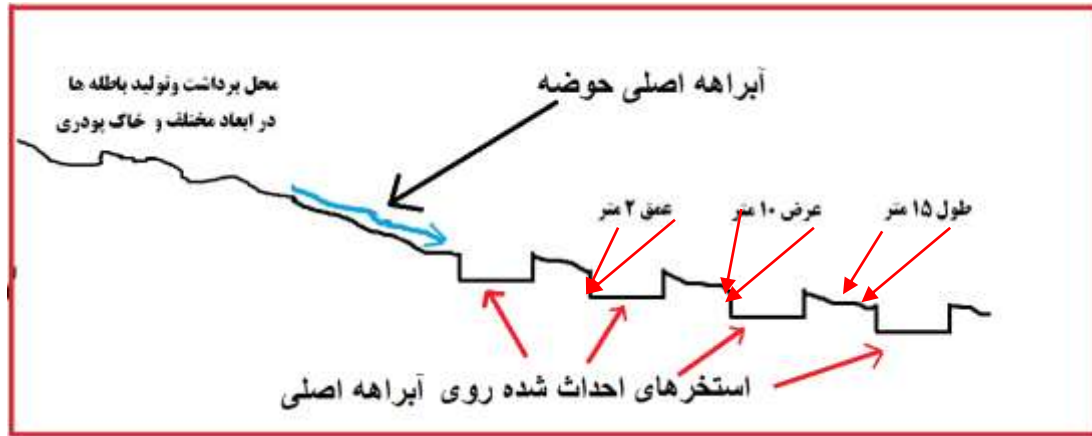 آبراهه اصلی حوضه
محل برداشت وتولید باطله ها
در ابعاد مختلف و خاک پودری
طول ۱۵ متر
عرض ۱۰ متر
عمق ۲ متر
استخرهای احداث شده روی آبراهه اصلی